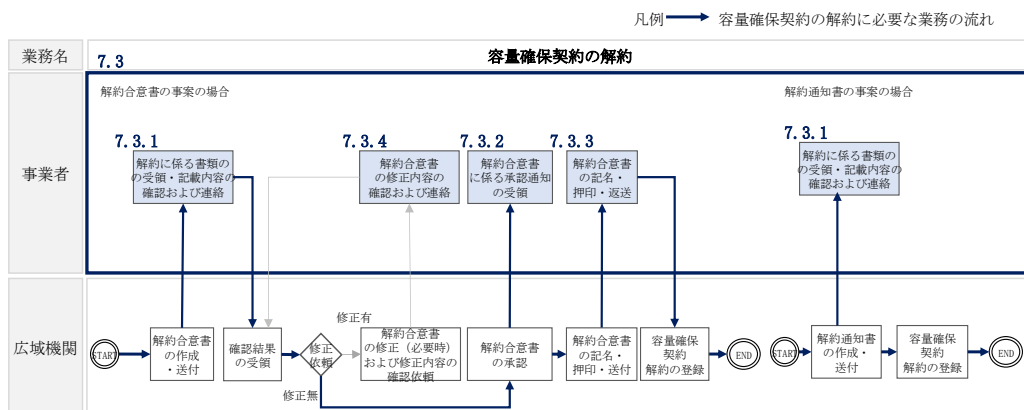 凡例 容量確保契約の解約に必要な業務の流れ
業務名
7.3
容量確保契約の解約
事業者
解約合意書の事案の場合
解約通知書の事案の場合
7.3.1
解約に係る書類の
の受領・記載内容の
確認および連絡
7.3.4
解約合意書
の修正内容の
確認および連絡
7.3.2
解約合意書
に係る承認通知
の受領
7.3.3
解約合意書
の記名・
押印・返送
7.3.1
解約に係る書類の
の受領・記載内容の
確認および連絡
広域機関
START
解約合意書
の作成
・送付
確認結果
の受領
修正
依頼
修正有
修正無
解約合意書
の修正（必要時）
および修正内容の
確認依頼
解約合意書
の承認
解約合意書
の記名・
押印・送付
容量確保
契約
解約の登録
END
START
解約通知書
の作成・
送付
容量確保
契約
解約の登録
END